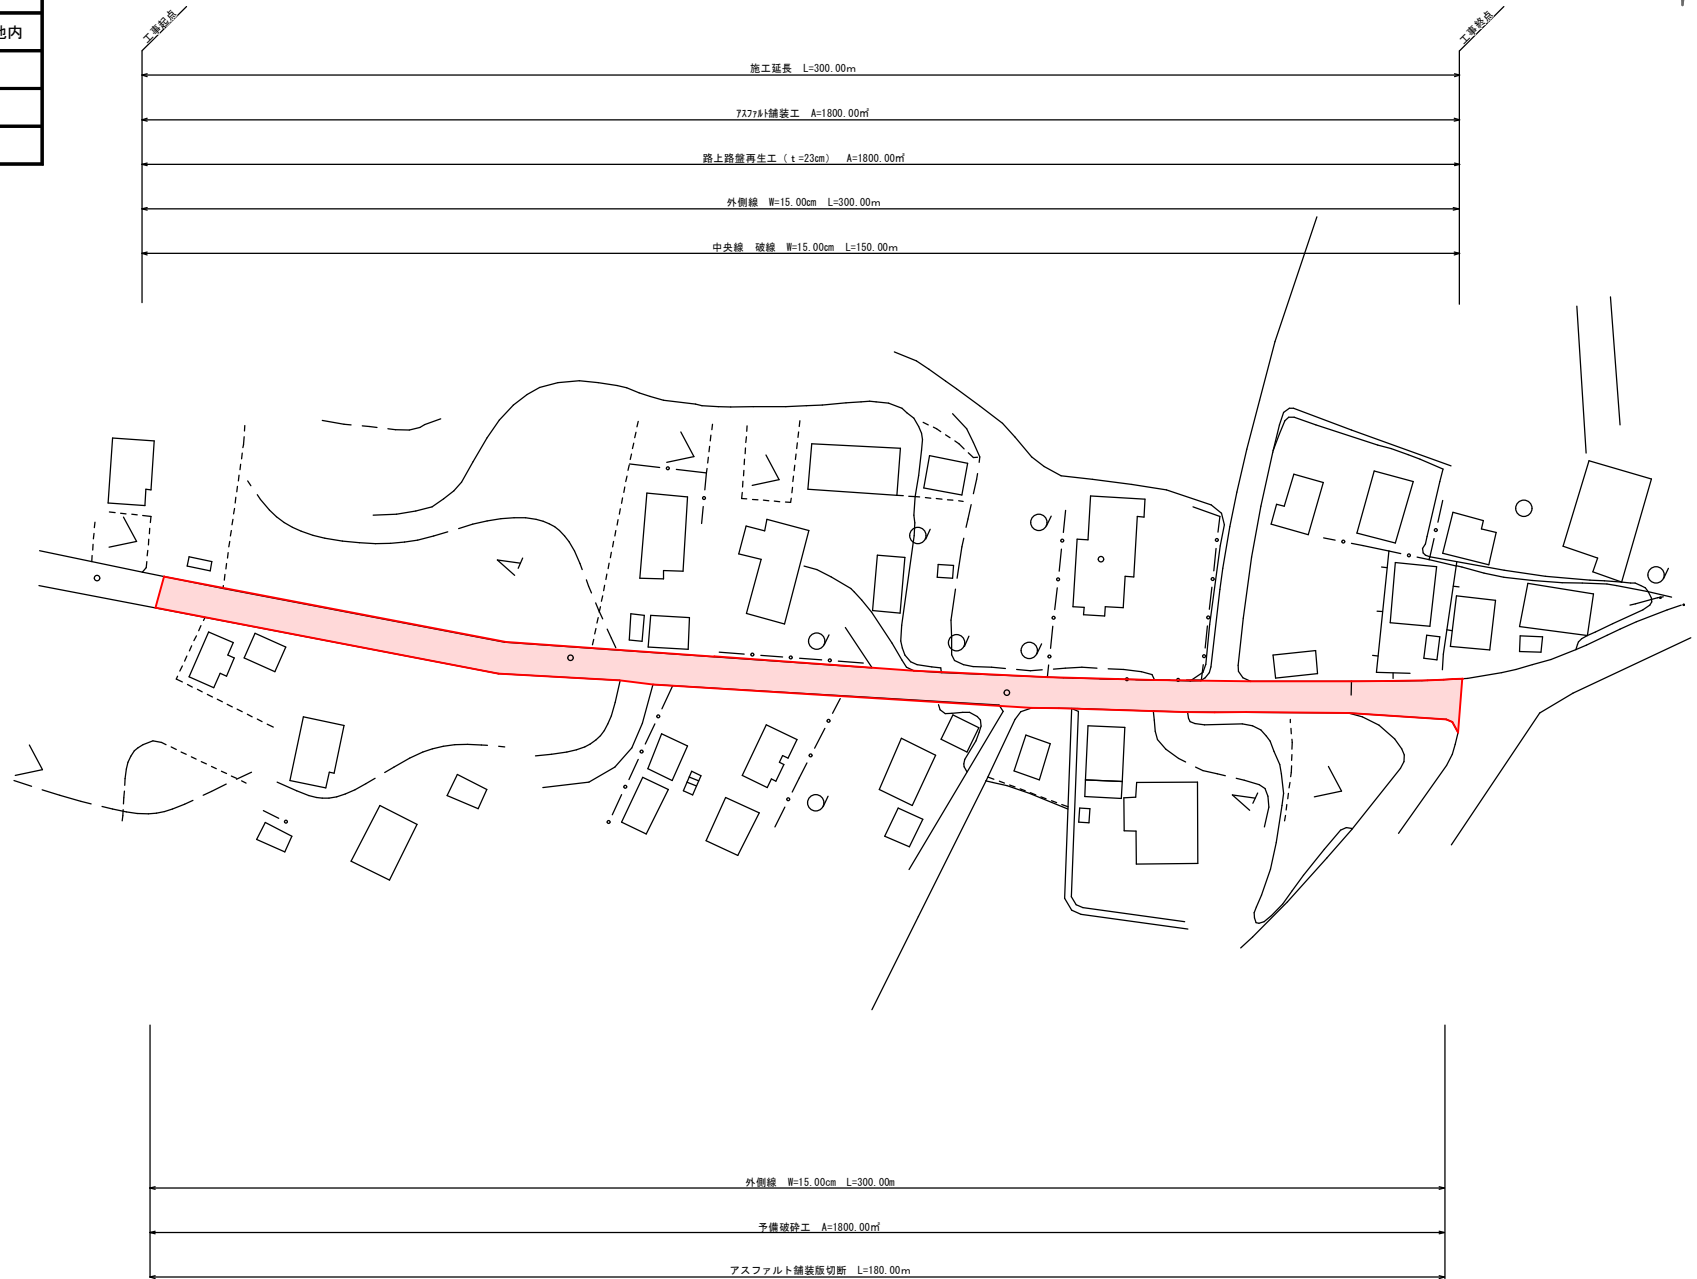 地内
工事起点
工事終点
施工延長 L=300.00m
ｱｽﾌｧﾙﾄ舗装工 A=1800.00㎡
路上路盤再生工（ｔ=23cm） A=1800.00㎡
外側線 W=15.00cm L=300.00m
中央線 破線 W=15.00cm L=150.00m
外側線 W=15.00cm L=300.00m
予備破砕工 A=1800.00㎡
アスファルト舗装版切断 L=180.00m